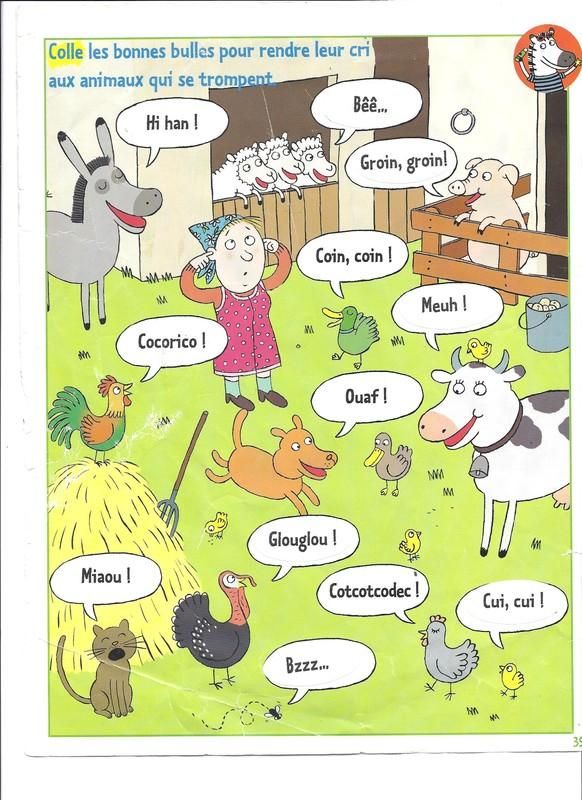 Colle les bonnes bulles pour rendre leur cri
aux animaux qui se trompent.
Hi han !
Bêê...
Groin, groin!
Coin, coin !
Meuh !
Cocorico !
Ouaf !
Glouglou !
Miaou !
Cotcotcodec !
Cui, cui !
Bzzz...